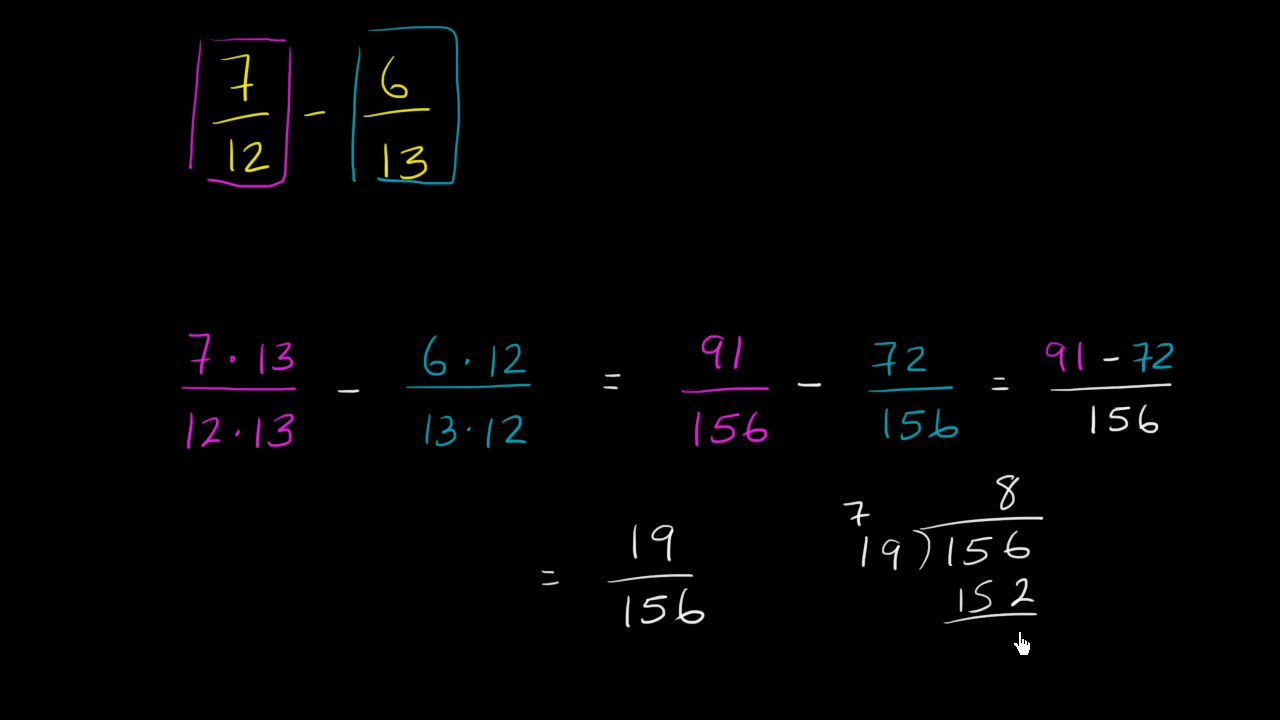 7/12 - 6/13
7·13/12·13 - 6·12/13·12 = 91/156 - 72/156 = 91-72/156
= 19/156
7 8
19)156
152